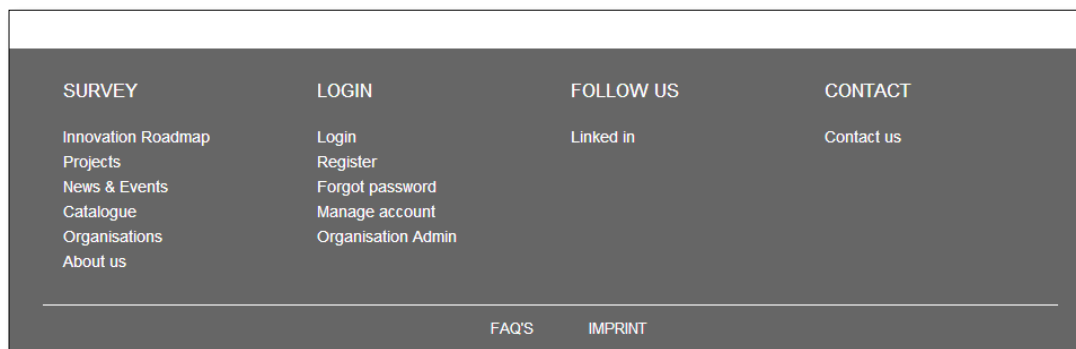 SURVEY
Innovation Roadmap
Projects
News & Events
Catalogue
Organisations
About us
LOGIN
Login
Register
Forgot password
Manage account
Organisation Admin
FOLLOW US
Linked in
CONTACT
Contact us
FAQ'S
IMPRINT